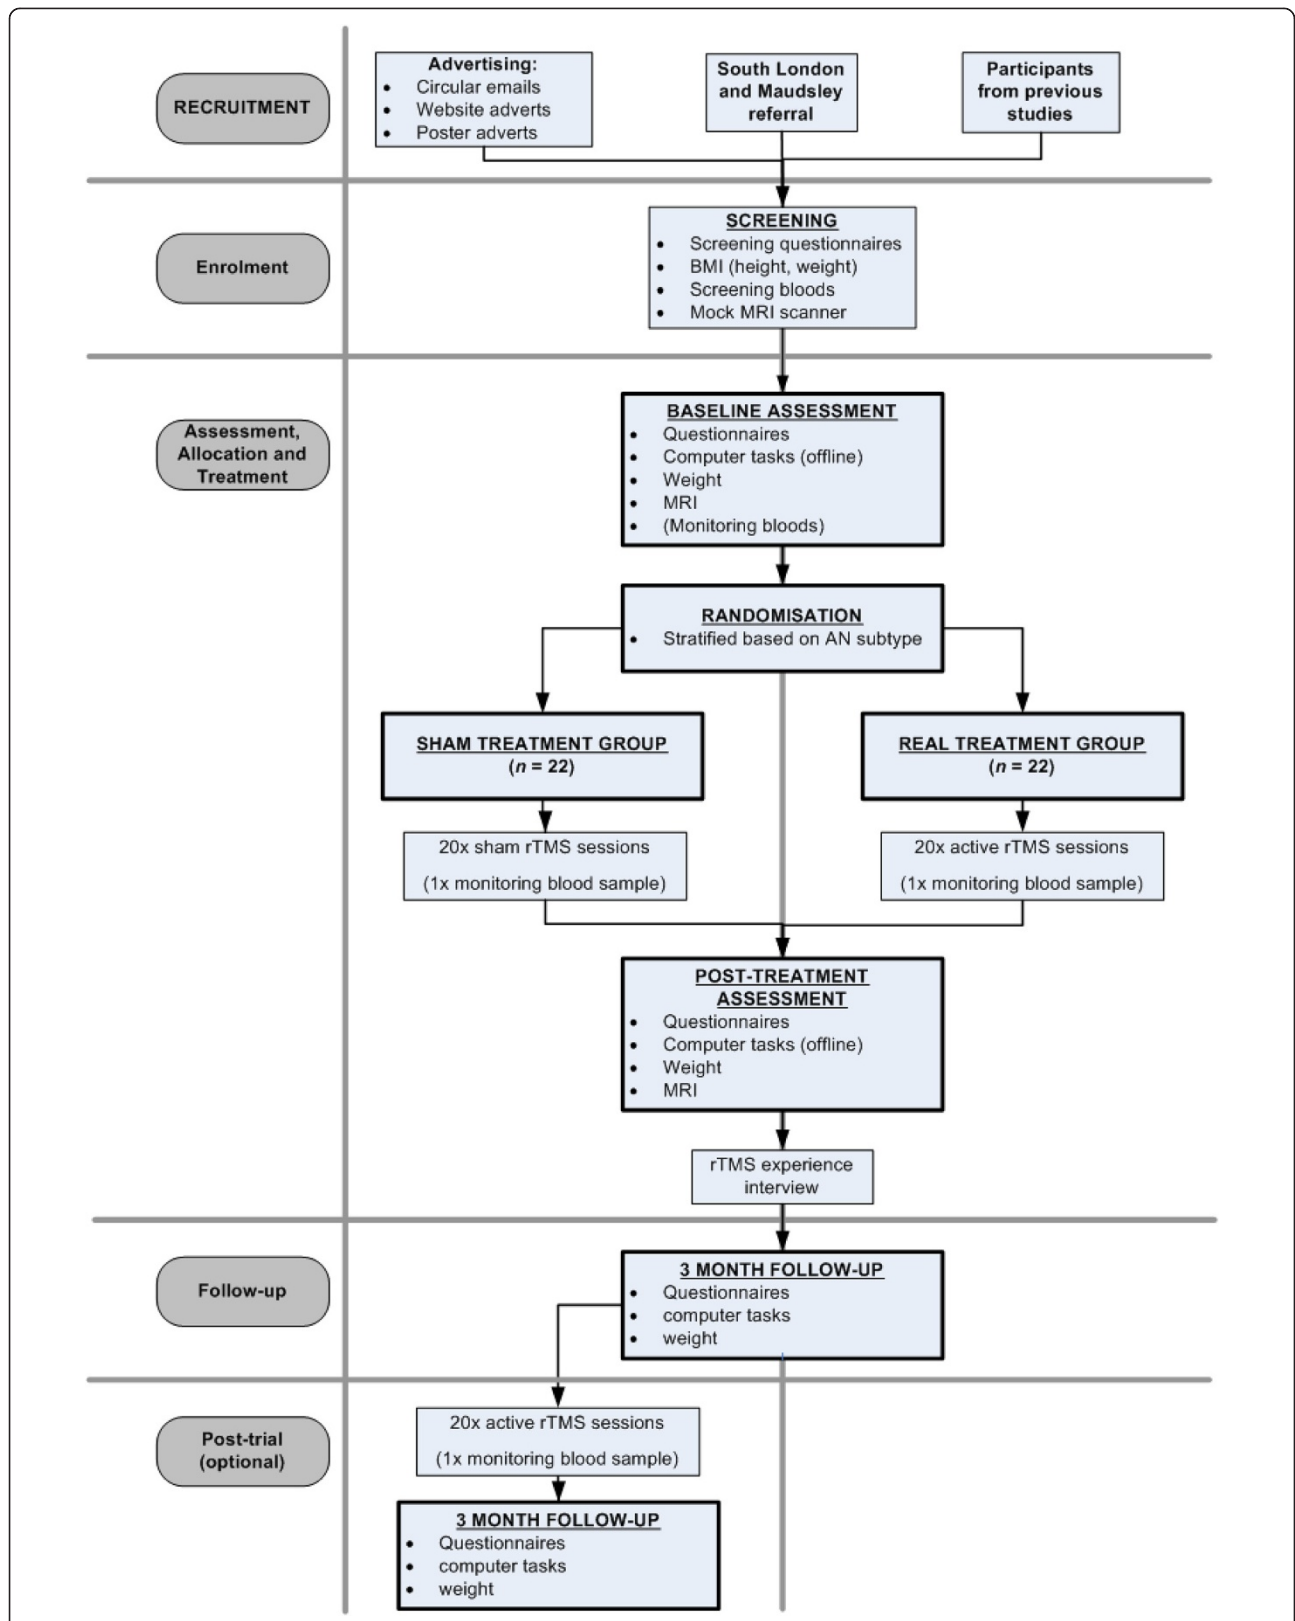 RECRUITMENT
Advertising:
• Circular emails
• Website adverts
• Poster adverts
South London
and Maudsley
referral
Participants
from previous
studies
Enrolment
SCREENING
• Screening questionnaires
• BMI (height, weight)
• Screening bloods
• Mock MRI scanner
Assessment,
Allocation and
Treatment
BASELINE ASSESSMENT
• Questionnaires
• Computer tasks (offline)
• Weight
• MRI
• (Monitoring bloods)
RANDOMISATION
• Stratified based on AN subtype
SHAM TREATMENT GROUP
(n = 22)
REAL TREATMENT GROUP
(n = 22)
20x sham rTMS sessions
(1x monitoring blood sample)
20x active rTMS sessions
(1x monitoring blood sample)
POST-TREATMENT
ASSESSMENT
• Questionnaires
• Computer tasks (offline)
• Weight
• MRI
rTMS experience
interview
Follow-up
3 MONTH FOLLOW-UP
• Questionnaires
• computer tasks
• weight
Post-trial
(optional)
20x active rTMS sessions
(1x monitoring blood sample)
3 MONTH FOLLOW-UP
• Questionnaires
• computer tasks
• weight